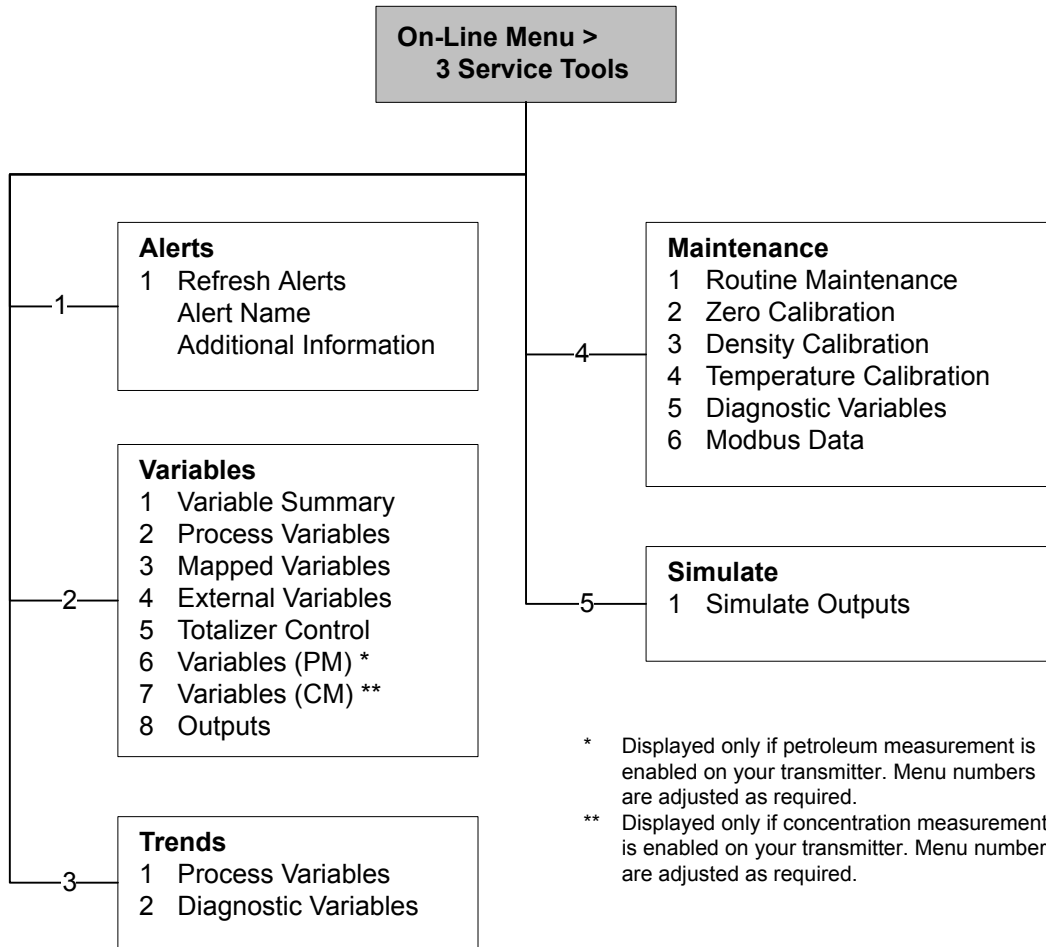 On-Line Menu >
3 Service Tools
1
Alerts
1 Refresh Alerts
Alert Name
Additional Information
2
Variables
1 Variable Summary
2 Process Variables
3 Mapped Variables
4 External Variables
5 Totalizer Control
6 Variables (PM) *
7 Variables (CM) **
8 Outputs
3
Trends
1 Process Variables
2 Diagnostic Variables
4
Maintenance
1 Routine Maintenance
2 Zero Calibration
3 Density Calibration
4 Temperature Calibration
5 Diagnostic Variables
6 Modbus Data
5
Simulate
1 Simulate Outputs
* Displayed only if petroleum measurement is
enabled on your transmitter. Menu numbers
are adjusted as required.
** Displayed only if concentration measurement
is enabled on your transmitter. Menu number
are adjusted as required.